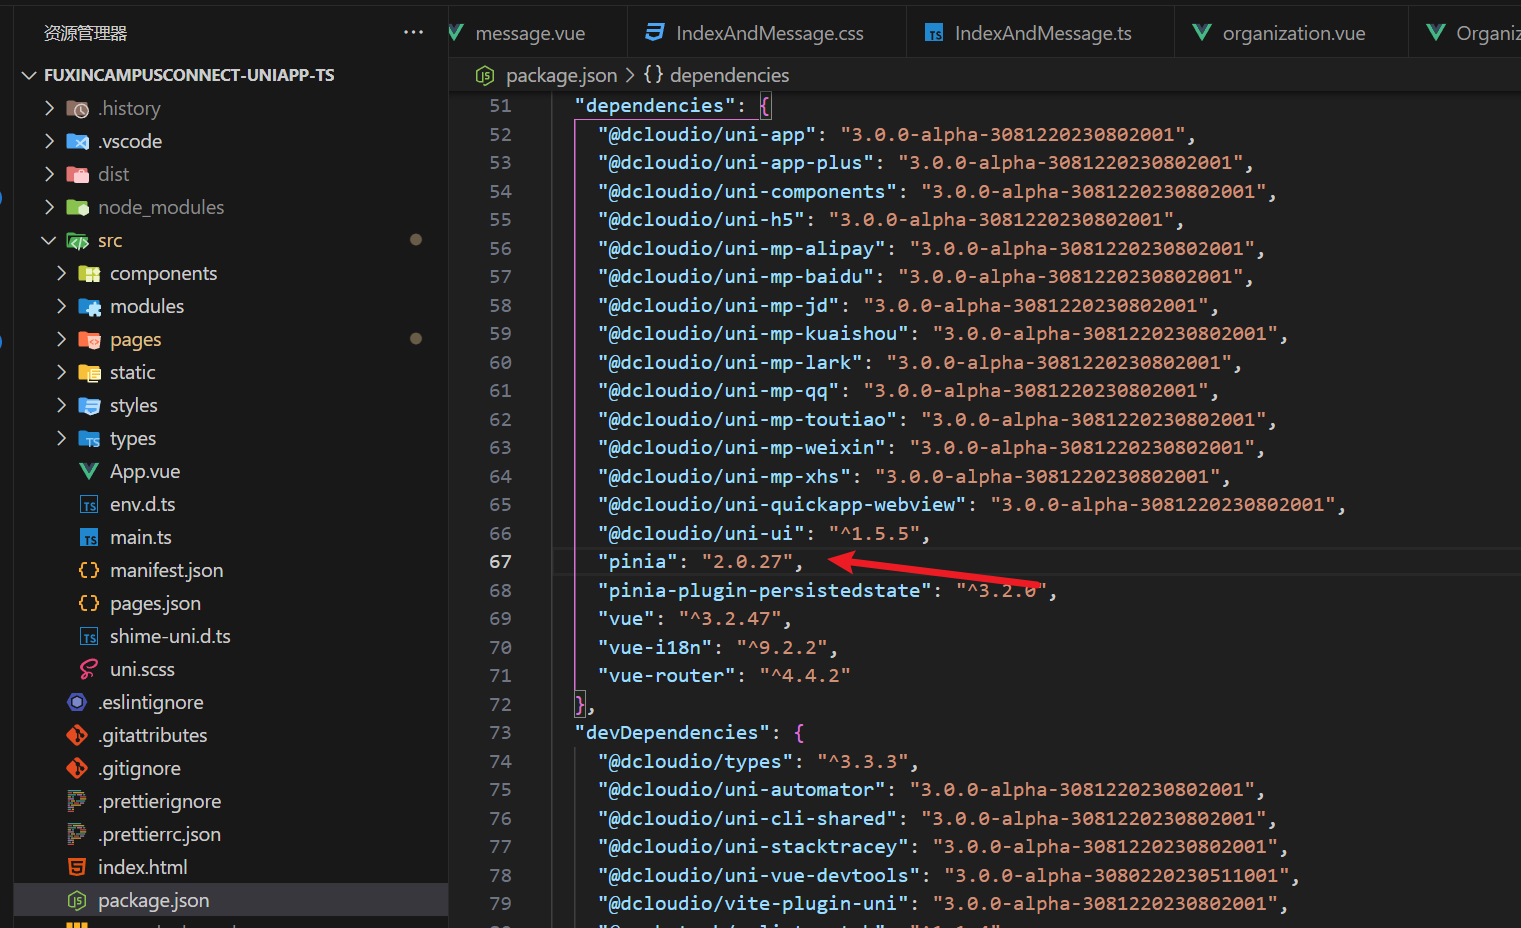 资源管理器
FUXINCAMPUSCONNECT-UNIAPP-TS
.history
.vscode
dist
node_modules
src
components
modules
pages
static
styles
types
App.vue
env.d.ts
main.ts
manifest.json
pages.json
shime-uni.d.ts
uni.scss
.eslintignore
.gitattributes
.gitignore
.prettierignore
.prettierrc.json
index.html
package.json
message.vue IndexAndMessage.css IndexAndMessage.ts organization.vue Organiz
package.json > {} dependencies
51 "dependencies": {
52 "@dcloudio/uni-app": "3.0.0-alpha-3081220230802001",
53 "@dcloudio/uni-app-plus": "3.0.0-alpha-3081220230802001",
54 "@dcloudio/uni-components": "3.0.0-alpha-3081220230802001",
55 "@dcloudio/uni-h5": "3.0.0-alpha-3081220230802001",
56 "@dcloudio/uni-mp-alipay": "3.0.0-alpha-3081220230802001",
57 "@dcloudio/uni-mp-baidu": "3.0.0-alpha-3081220230802001",
58 "@dcloudio/uni-mp-jd": "3.0.0-alpha-3081220230802001",
59 "@dcloudio/uni-mp-kuaishou": "3.0.0-alpha-3081220230802001",
60 "@dcloudio/uni-mp-lark": "3.0.0-alpha-3081220230802001",
61 "@dcloudio/uni-mp-qq": "3.0.0-alpha-3081220230802001",
62 "@dcloudio/uni-mp-toutiao": "3.0.0-alpha-3081220230802001",
63 "@dcloudio/uni-mp-weixin": "3.0.0-alpha-3081220230802001",
64 "@dcloudio/uni-mp-xhs": "3.0.0-alpha-3081220230802001",
65 "@dcloudio/uni-quickapp-webview": "3.0.0-alpha-3081220230802001",
66 "@dcloudio/uni-ui": "^1.5.5",
67 "pinia": "2.0.27",
68 "pinia-plugin-persistedstate": "^3.2.0",
69 "vue": "^3.2.47",
70 "vue-i18n": "^9.2.2",
71 "vue-router": "^4.4.2"
72 },
73 "devDependencies": {
74 "@dcloudio/types": "^3.3.3",
75 "@dcloudio/uni-automator": "3.0.0-alpha-3081220230802001",
76 "@dcloudio/uni-cli-shared": "3.0.0-alpha-3081220230802001",
77 "@dcloudio/uni-stacktracey": "3.0.0-alpha-3081220230802001",
78 "@dcloudio/uni-vue-devtools": "3.0.0-alpha-3080220230511001",
79 "@dcloudio/vite-plugin-uni": "3.0.0-alpha-3081220230802001",